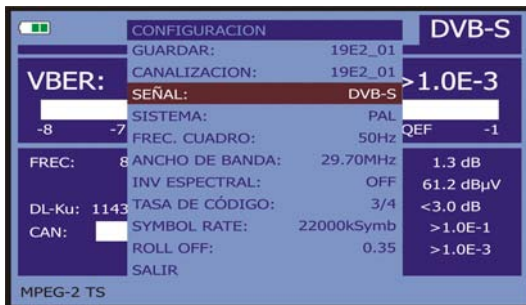 CONFIGURACION
DVB-S
GUARDAR: 19E2_01
CANALIZACION: 19E2_01
VBER: >1.0E-3
SEÑAL: DVB-S
SISTEMA: PAL
-8 -7 QEF -1
FREC. CUADRO: 50Hz
FREC: 8 ANCHO DE BANDA: 29.70MHz 1.3 dB
INV ESPECTRAL: OFF 61.2 dBµV
DL-Ku: 1143 TASA DE CÓDIGO: 3/4 <3.0 dB
CAN: SYMBOL RATE: 22000kSymb >1.0E-1
ROLL OFF: 0.35 >1.0E-3
SALIR
MPEG-2 TS